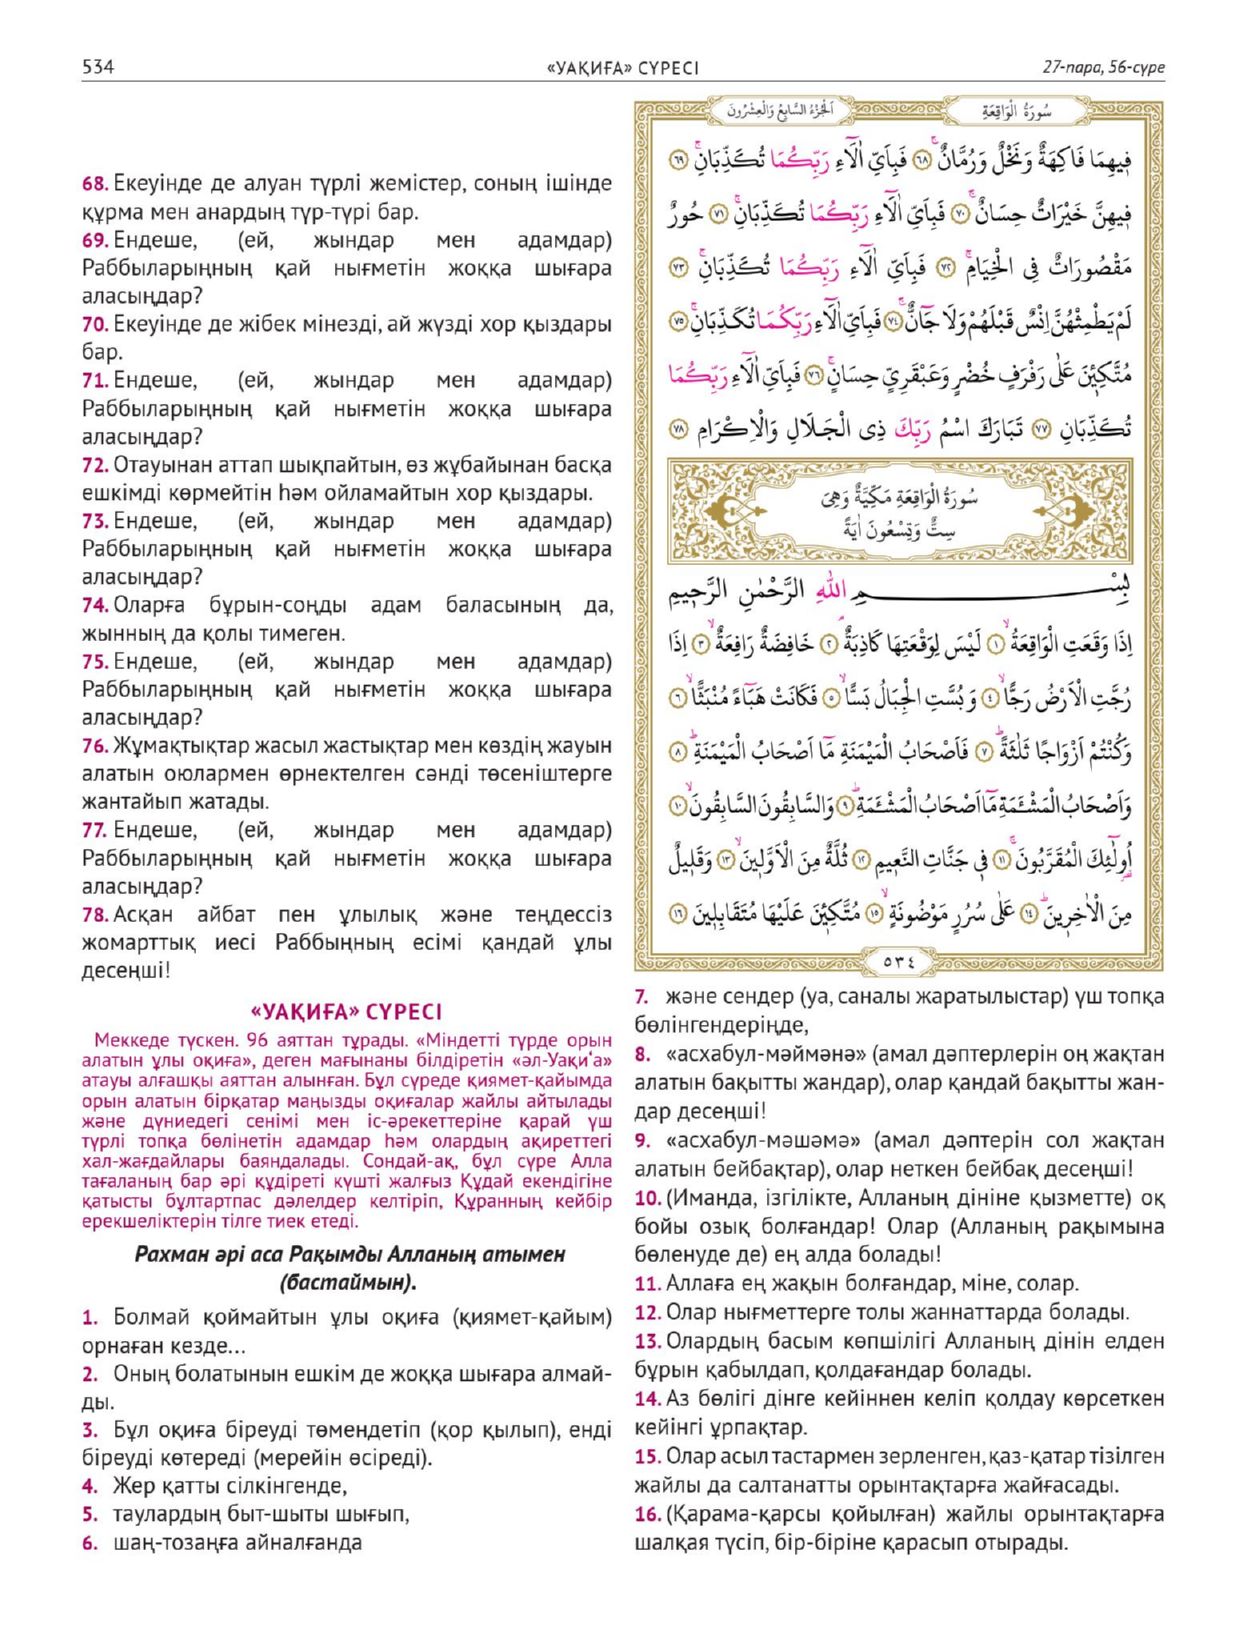 534
«УАҚИҒА» СҮРЕСІ
27-пара, 56-сүре
68. Екеуінде де алуан түрлі жемістер, соның ішінде
құрма мен анардың түр-түрі бар.
69. Ендеше, (ей, жындар мен адамдар)
Раббыларыңның қай нығметін жоққа шығара
аласыңдар?
70. Екеуінде де жібек мінезді, ай жүзді хор қыздары
бар.
71. Ендеше, (ей, жындар мен адамдар)
Раббыларыңның қай нығметін жоққа шығара
аласыңдар?
72. Отауынан аттап шықпайтын, өз жұбайынан басқа
ешкімді көрмейтін һәм ойламайтын хор қыздары.
73. Ендеше, (ей, жындар мен адамдар)
Раббыларыңның қай нығметін жоққа шығара
аласыңдар?
74. Оларға бұрын-соңды адам баласының да,
жынның да қолы тимеген.
75. Ендеше, (ей, жындар мен адамдар)
Раббыларыңның қай нығметін жоққа шығара
аласыңдар?
76. Жұмақтықтар жасыл жастықтар мен көздің жауын
алатын оюлармен өрнектелген сәнді төсеніштерге
жантайып жатады.
77. Ендеше, (ей, жындар мен адамдар)
Раббыларыңның қай нығметін жоққа шығара
аласыңдар?
78. Асқан айбат пен ұлылық және теңдессіз
жомарттық иесі Раббыңның есімі қандай ұлы
десеңші!
«УАҚИҒА» СҮРЕСІ
Меккеде түскен. 96 аяттан тұрады. «Міндетті түрде орын
алатын ұлы оқиға», деген мағынаны білдіретін «әл-Уақи‘а»
атауы алғашқы аяттан алынған. Бұл сүреде қиямет-қайымда
орын алатын бірқатар маңызды оқиғалар жайлы айтылады
және дүниедегі сенімі мен іс-әрекеттеріне қарай үш
түрлі топқа бөлінетін адамдар һәм олардың ақиреттегі
хал-жағдайлары баяндалады. Сондай-ақ, бұл сүре Алла
тағаланың бар әрі құдіреті күшті жалғыз Құдай екендігіне
қатысты бұлтартпас дәлелдер келтіріп, Құранның кейбір
ерекшеліктерін тілге тиек етеді.
Рахман әрі аса Рақымды Алланың атымен
(бастаймын).
1. Болмай қоймайтын ұлы оқиға (қиямет-қайым)
орнаған кезде...
2. Оның болатынын ешкім де жоққа шығара алмай-
ды.
3. Бұл оқиға біреуді төмендетіп (қор қылып), енді
біреуді көтереді (мерейін өсіреді).
4. Жер қатты сілкінгенде,
5. таулардың быт-шыты шығып,
6. шаң-тозаңға айналғанда
سُورَةُ الْوَاقِعَةِ
اَلْجُزْءُ السَّابِعُ وَالْعِشْرُونَ
فِيهِمَا فَاكِهَةٌ وَنَخْلٌ وَرُمَّانٌۚ ﴿٦٨﴾ فَبِاَيِّ اٰلَٓاءِ رَبِّكُمَا تُكَذِّبَانِۚ ﴿٦٩﴾
فِيهِنَّ خَيْرَاتٌ حِسَانٌۚ ﴿٧٠﴾ فَبِاَيِّ اٰلَٓاءِ رَبِّكُمَا تُكَذِّبَانِۚ ﴿٧١﴾ حُورٌ
مَقْصُورَاتٌ فِي الْخِيَامِۚ ﴿٧٢﴾ فَبِاَيِّ اٰلَٓاءِ رَبِّكُمَا تُكَذِّبَانِۚ ﴿٧٣﴾
لَمْ يَطْمِثْهُنَّ اِنْسٌ قَبْلَهُمْ وَلَا جَٓانٌّۚ ﴿٧٤﴾ فَبِاَيِّ اٰلَٓاءِ رَبِّكُمَا تُكَذِّبَانِۚ ﴿٧٥﴾
مُتَّكِـِٔينَ عَلٰى رَفْرَفٍ خُضْرٍ وَعَبْقَرِيٍّ حِسَانٍۚ ﴿٧٦﴾ فَبِاَيِّ اٰلَٓاءِ رَبِّكُمَا
تُكَذِّبَانِ ﴿٧٧﴾ تَبَارَكَ اسْمُ رَبِّكَ ذِي الْجَلَالِ وَالْاِكْرَامِ ﴿٧٨﴾
سُورَةُ الْوَاقِعَةِ مَكِّيَّةٌ وَهِيَ
سِتٌّ وَتِسْعُونَ اٰيَةً
بِسْمِ اللّٰهِ الرَّحْمٰنِ الرَّحِيمِ
اِذَا وَقَعَتِ الْوَاقِعَةُۙ ﴿١﴾ لَيْسَ لِوَقْعَتِهَا كَاذِبَةٌۢ ﴿٢﴾ خَافِضَةٌ رَافِعَةٌۙ ﴿٣﴾ اِذَا
رُجَّتِ الْاَرْضُ رَجًّاۙ ﴿٤﴾ وَبُسَّتِ الْجِبَالُ بَسًّاۙ ﴿٥﴾ فَكَانَتْ هَبَٓاءً مُنْبَثًّاۙ ﴿٦﴾
وَكُنْتُمْ اَزْوَاجًا ثَلٰثَةًۜ ﴿٧﴾ فَاَصْحَابُ الْمَيْمَنَةِ مَٓا اَصْحَابُ الْمَيْمَنَةِۜ ﴿٨﴾
وَاَصْحَابُ الْمَشْـَٔمَةِ مَٓا اَصْحَابُ الْمَشْـَٔمَةِۜ ﴿٩﴾ وَالسَّابِقُونَ السَّابِقُونَۙ ﴿١٠﴾
اُولٰٓئِكَ الْمُقَرَّبُونَۚ ﴿١١﴾ فِي جَنَّاتِ النَّعِيمِ ﴿١٢﴾ ثُلَّةٌ مِنَ الْاَوَّلِينَۙ ﴿١٣﴾ وَقَلِيلٌ
مِنَ الْاٰخِرِينَۜ ﴿١٤﴾ عَلٰى سُرُرٍ مَوْضُونَةٍۙ ﴿١٥﴾ مُتَّكِـِٔينَ عَلَيْهَا مُتَقَابِلِينَ ﴿١٦﴾
٥٣٤
7. және сендер (уа, саналы жаратылыстар) үш топқа
бөлінгендеріңде,
8. «асхабул-мәймәнә» (амал дәптерлерін оң жақтан
алатын бақытты жандар), олар қандай бақытты жан-
дар десеңші!
9. «асхабул-мәшәмә» (амал дәптерін сол жақтан
алатын бейбақтар), олар неткен бейбақ десеңші!
10. (Иманда, ізгілікте, Алланың дініне қызметте) оқ
бойы озық болғандар! Олар (Алланың рақымына
бөленуде де) ең алда болады!
11. Аллаға ең жақын болғандар, міне, солар.
12. Олар нығметтерге толы жаннаттарда болады.
13. Олардың басым көпшілігі Алланың дінін елден
бұрын қабылдап, қолдағандар болады.
14. Аз бөлігі дінге кейіннен келіп қолдау көрсеткен
кейінгі ұрпақтар.
15. Олар асыл тастармен зерленген, қаз-қатар тізілген
жайлы да салтанатты орынтақтарға жайғасады.
16. (Қарама-қарсы қойылған) жайлы орынтақтарға
шалқая түсіп, бір-біріне қарасып отырады.